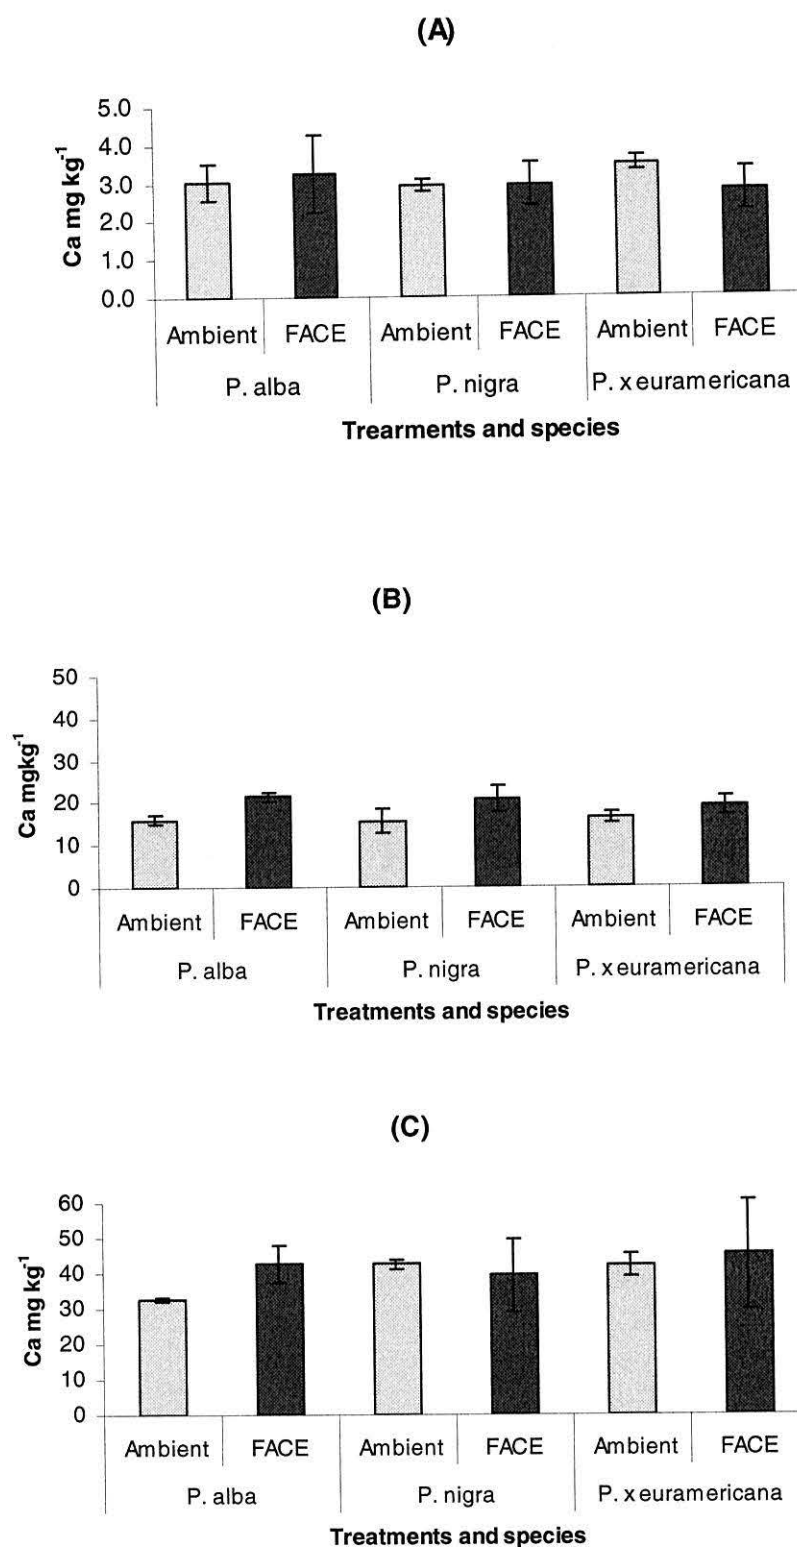 (A)
Ca mg kg-1
5.0
4.0
3.0
2.0
1.0
0.0
Ambient FACE Ambient FACE Ambient FACE
P. alba P. nigra P. x euramericana
Trearments and species
(B)
Ca mgkg-1
50
40
30
20
10
0
Ambient FACE Ambient FACE Ambient FACE
P. alba P. nigra P. x euramericana
Treatments and species
(C)
Ca mg kg-1
60
50
40
30
20
10
0
Ambient FACE Ambient FACE Ambient FACE
P. alba P. nigra P. x euramericana
Treatments and species